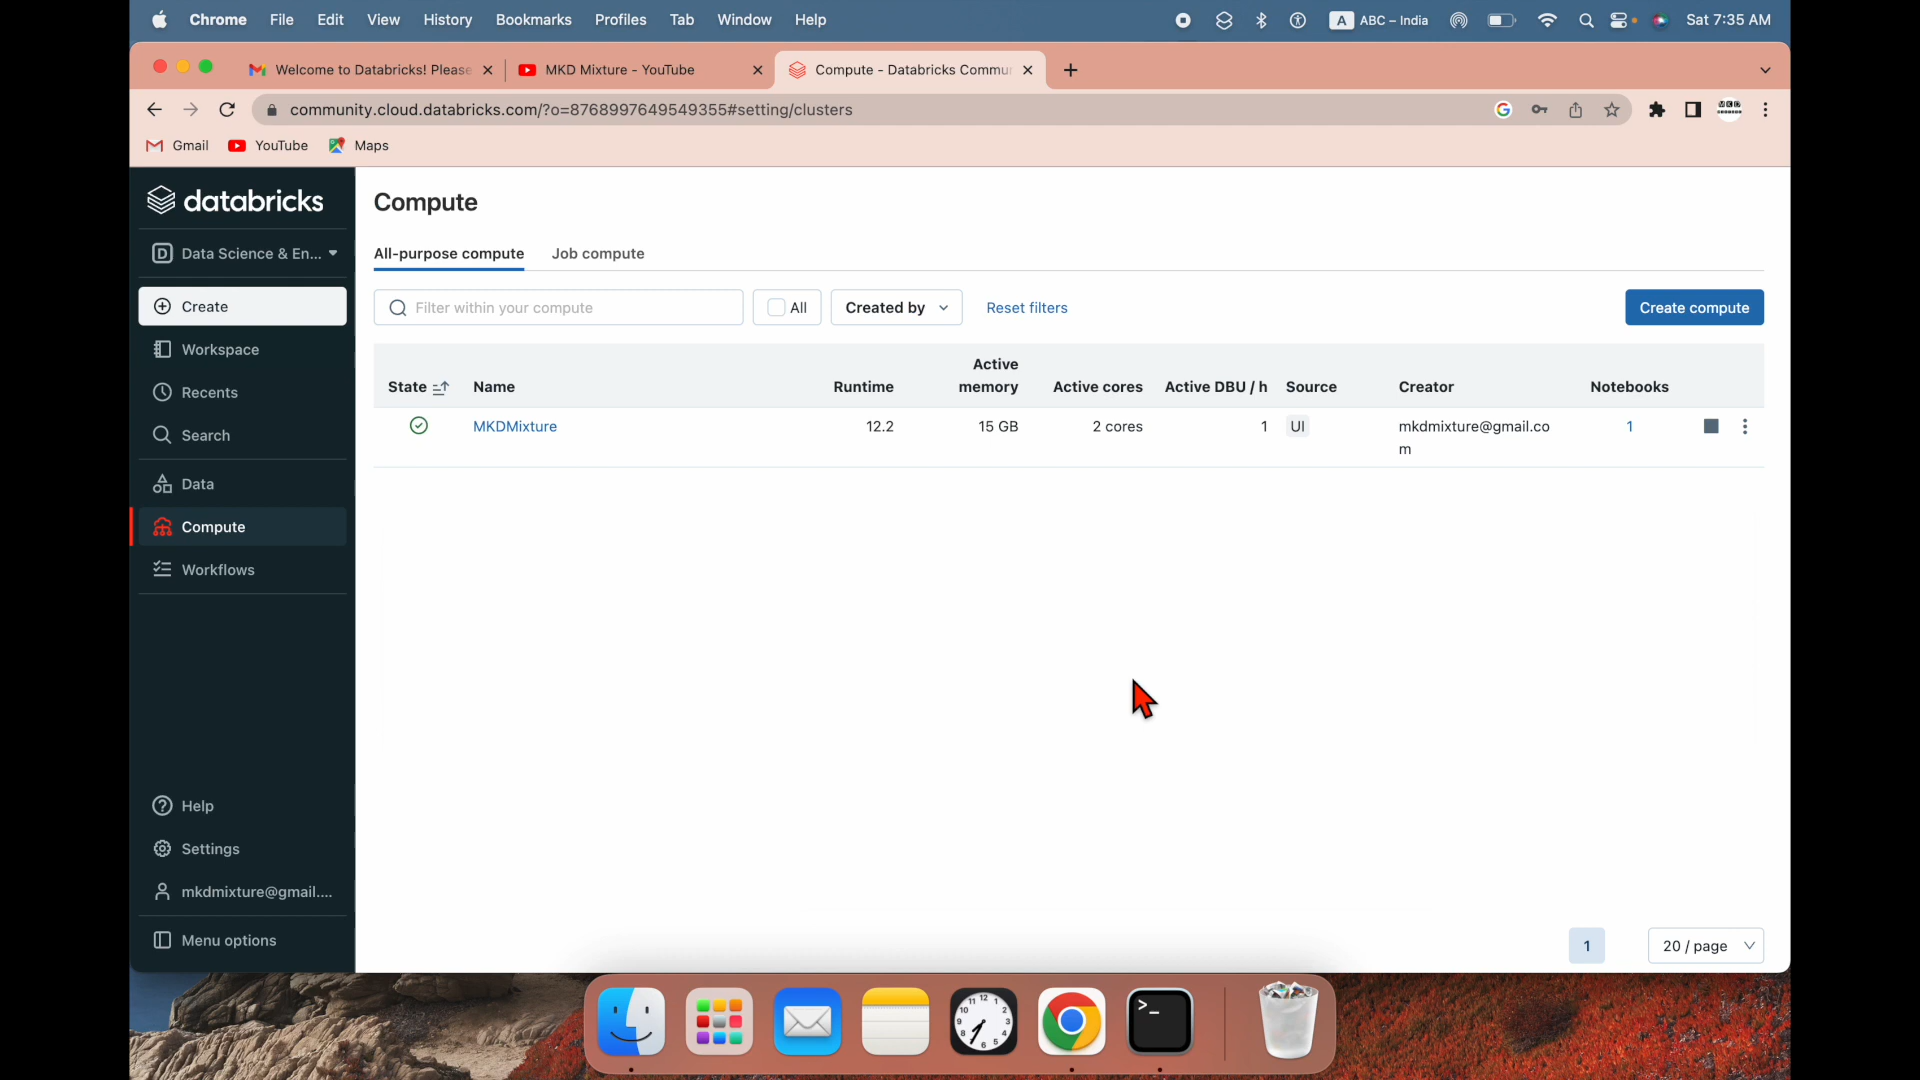 Chrome File Edit View History Bookmarks Profiles Tab Window Help A ABC – India Sat 7:35 AM
Welcome to Databricks! Please MKD Mixture - YouTube Compute - Databricks Commu
community.cloud.databricks.com/?o=8768997649549355#setting/clusters
Gmail YouTube Maps
databricks
D Data Science & En...
Create
Workspace
Recents
Search
Data
Compute
Workflows
Help
Settings
mkdmixture@gmail....
Menu options
Compute
All-purpose compute Job compute
Filter within your compute All Created by Reset filters Create compute
State Name Runtime Active memory Active cores Active DBU / h Source Creator Notebooks
MKDMixture 12.2 15 GB 2 cores 1 UI mkdmixture@gmail.co 1
m
1 20 / page